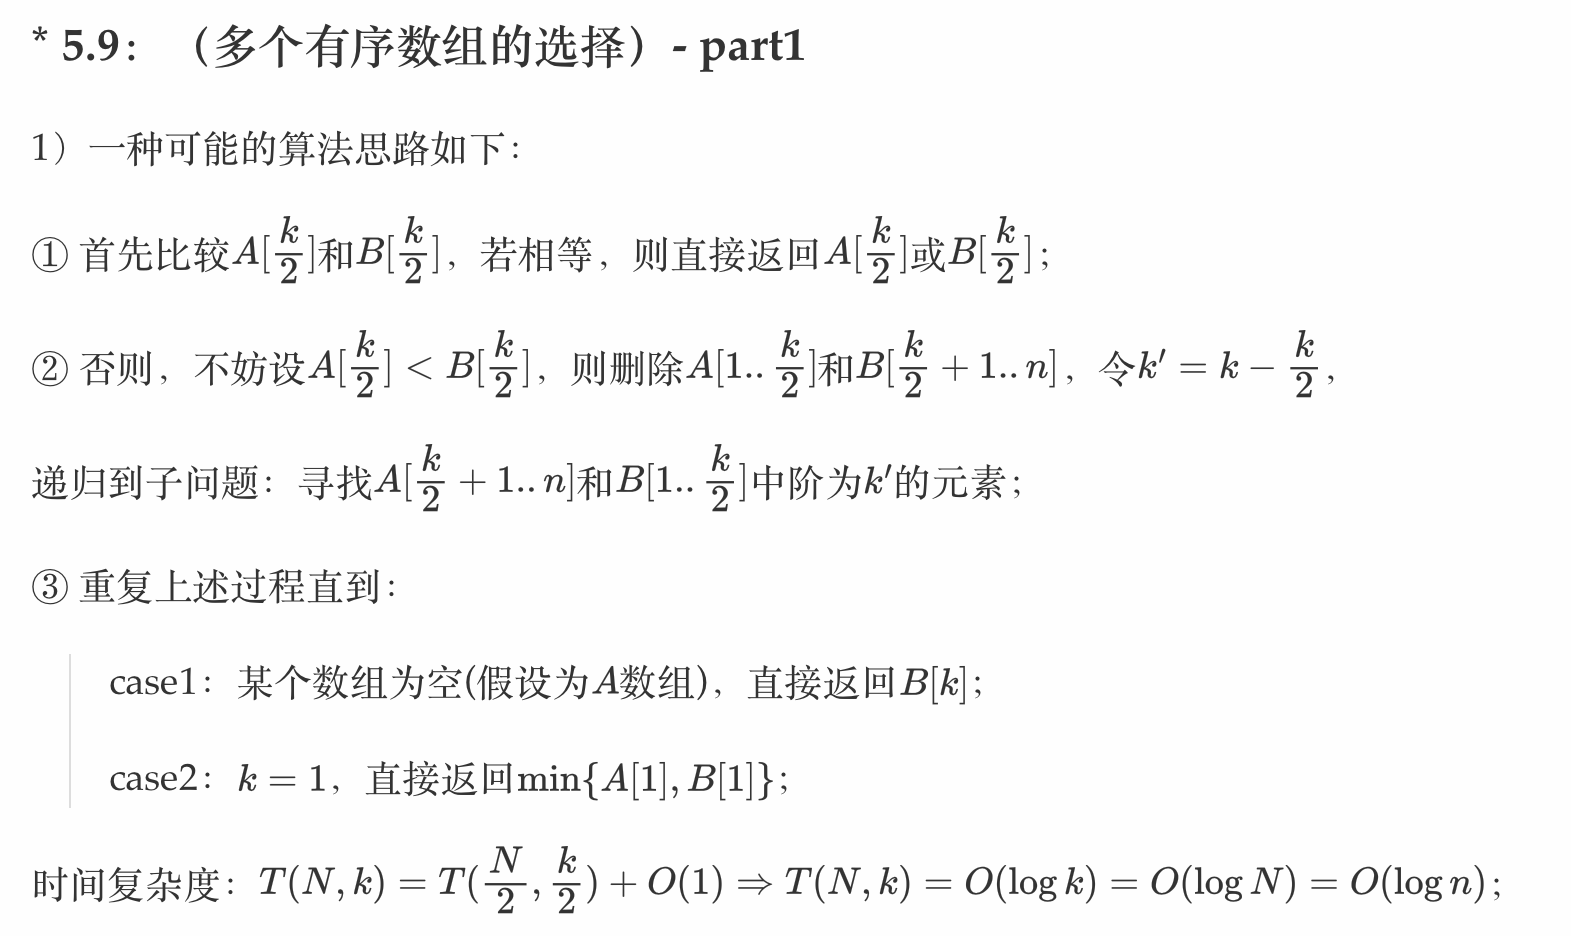 * 5.9：（多个有序数组的选择）- part1
1）一种可能的算法思路如下：
① 首先比较A[k/2]和B[k/2]，若相等，则直接返回A[k/2]或B[k/2]；
② 否则，不妨设A[k/2] < B[k/2]，则删除A[1.. k/2]和B[k/2 + 1.. n]，令k′ = k − k/2，
递归到子问题：寻找A[k/2 + 1.. n]和B[1.. k/2]中阶为k′的元素；
③ 重复上述过程直到：
case1：某个数组为空(假设为A数组)，直接返回B[k]；
case2：k = 1，直接返回min{A[1], B[1]}；
时间复杂度：T(N, k) = T(N/2, k/2) + O(1) ⇒ T(N, k) = O(log k) = O(log N) = O(log n)；